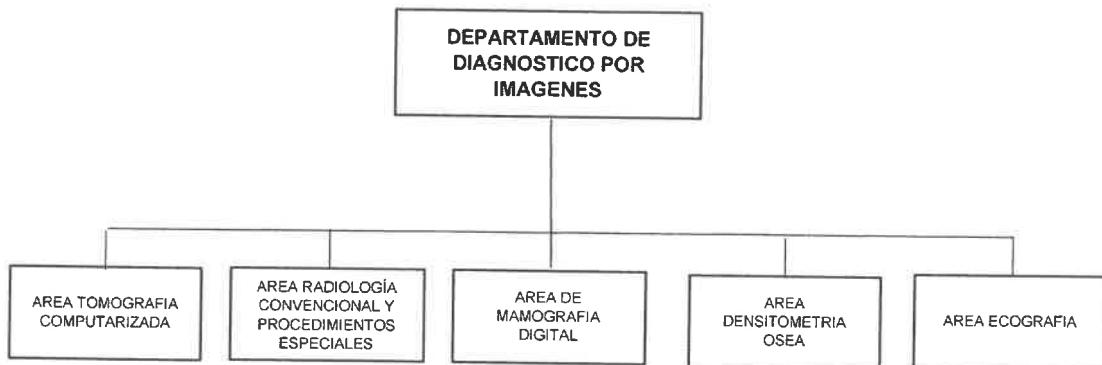 DEPARTAMENTO DE
DIAGNOSTICO POR
IMAGENES
AREA TOMOGRAFIA
COMPUTARIZADA
AREA RADIOLOGÍA
CONVENCIONAL Y
PROCEDIMIENTOS
ESPECIALES
AREA DE
MAMOGRAFIA
DIGITAL
AREA
DENSITOMETRIA
OSEA
AREA ECOGRAFIA